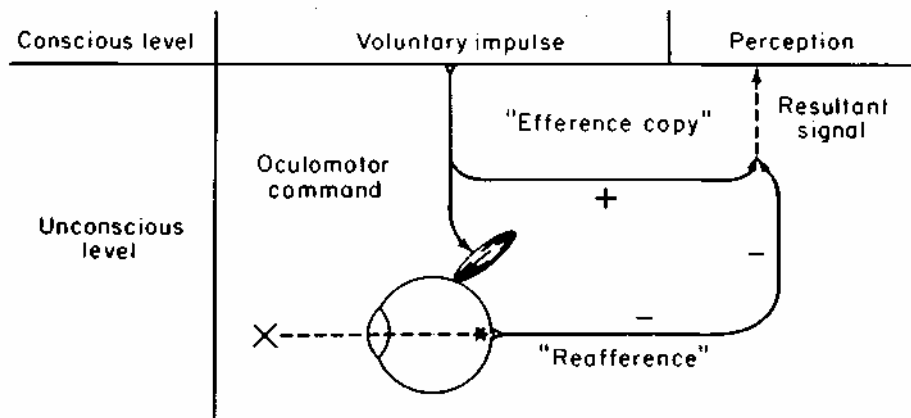 Conscious level
Voluntary impulse
Perception
"Efference copy"
Resultant
signal
Oculomotor
command
+
Unconscious
level
−
−
"Reafference"